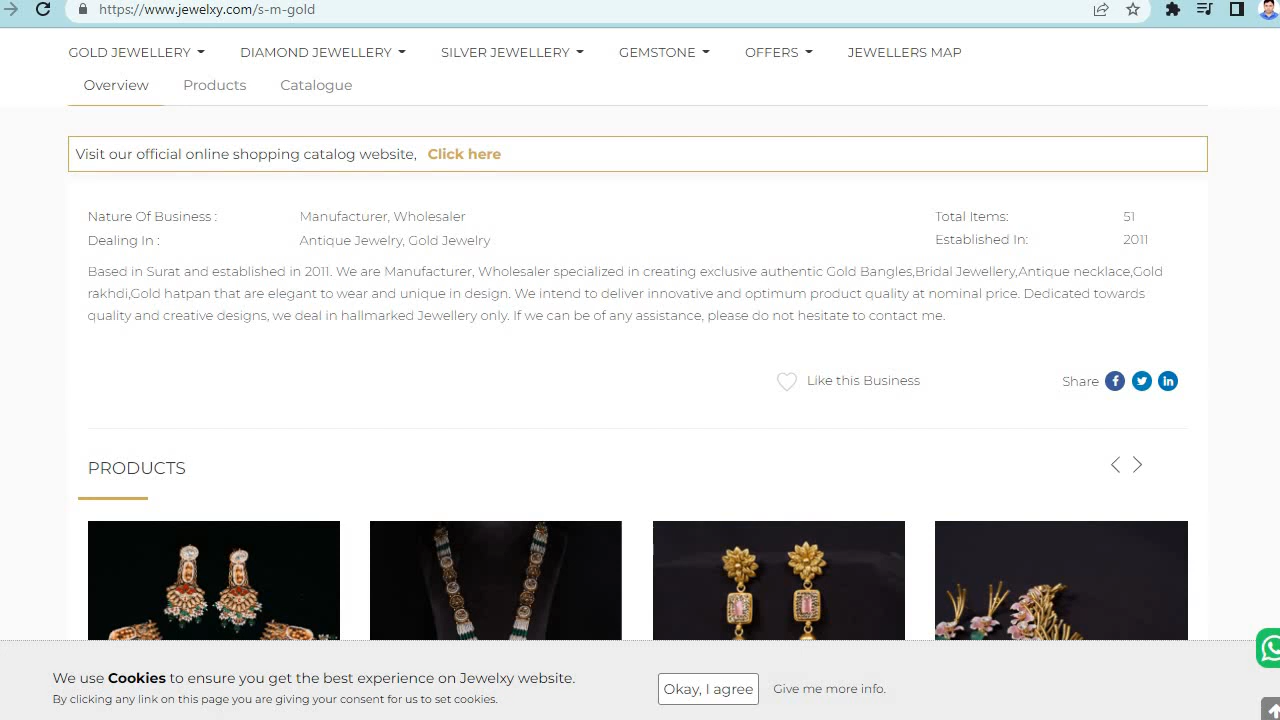 https://www.jewelxy.com/s-m-gold
GOLD JEWELLERY DIAMOND JEWELLERY SILVER JEWELLERY GEMSTONE OFFERS JEWELLERS MAP
Overview Products Catalogue
Visit our official online shopping catalog website, Click here
Nature Of Business : Manufacturer, Wholesaler Total Items: 51
Dealing In : Antique Jewelry, Gold Jewelry Established In: 2011
Based in Surat and established in 2011. We are Manufacturer, Wholesaler specialized in creating exclusive authentic Gold Bangles,Bridal Jewellery,Antique necklace,Gold
rakhdi,Gold hatpan that are elegant to wear and unique in design. We intend to deliver innovative and optimum product quality at nominal price. Dedicated towards
quality and creative designs, we deal in hallmarked Jewellery only. If we can be of any assistance, please do not hesitate to contact me.
Like this Business Share
PRODUCTS
We use Cookies to ensure you get the best experience on Jewelxy website.
By clicking any link on this page you are giving your consent for us to set cookies.
Okay, I agree Give me more info.